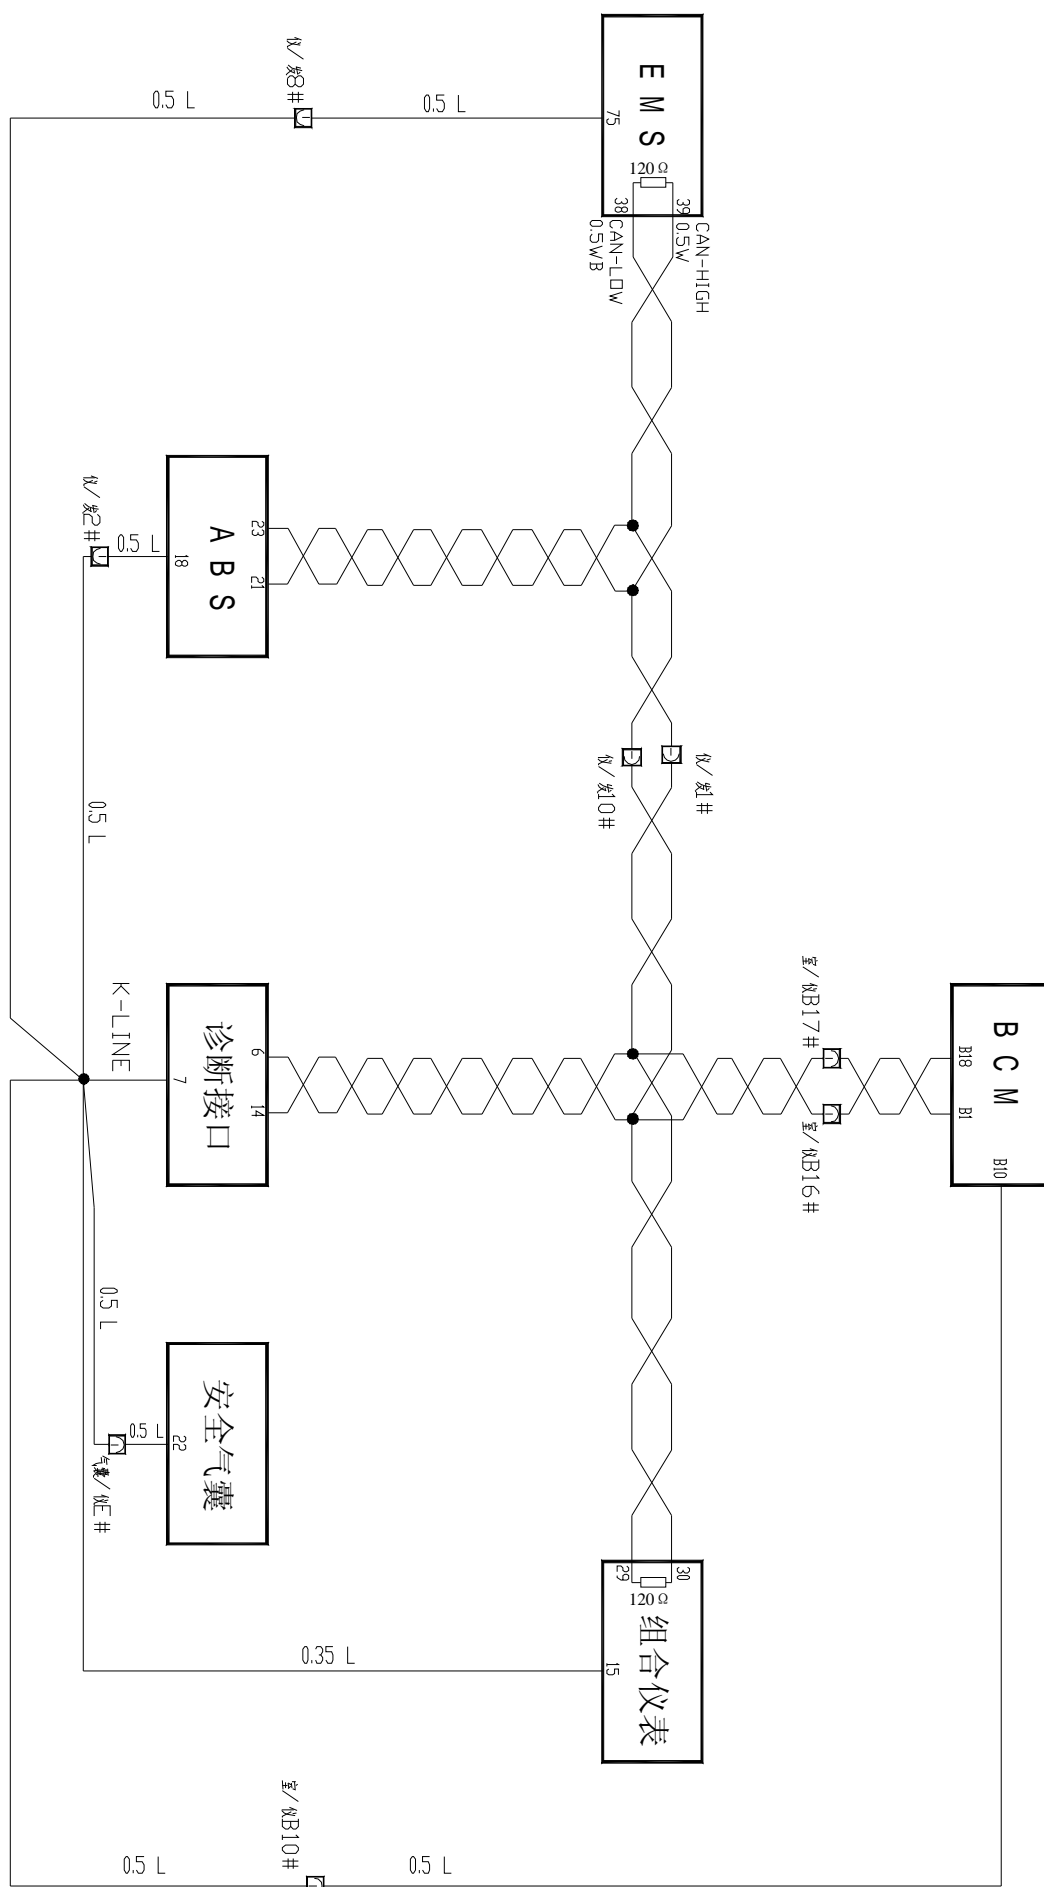 仪/发8#
0.5 L
0.5 L
EMS
75
120Ω
38
39
CAN-HIGH
0.5W
CAN-LOW
0.5WB
仪/发2#
0.5 L
18
ABS
23
21
0.5 L
仪/发10#
仪/发1#
K-LINE
7
诊断接口
6
14
室/仪B17#
室/仪B16#
BCM
B18
B1
B10
0.5 L
0.5 L
22
安全气囊
气囊/仪E#
29
30
120Ω
组合仪表
15
0.35 L
室/仪B10#
0.5 L
0.5 L